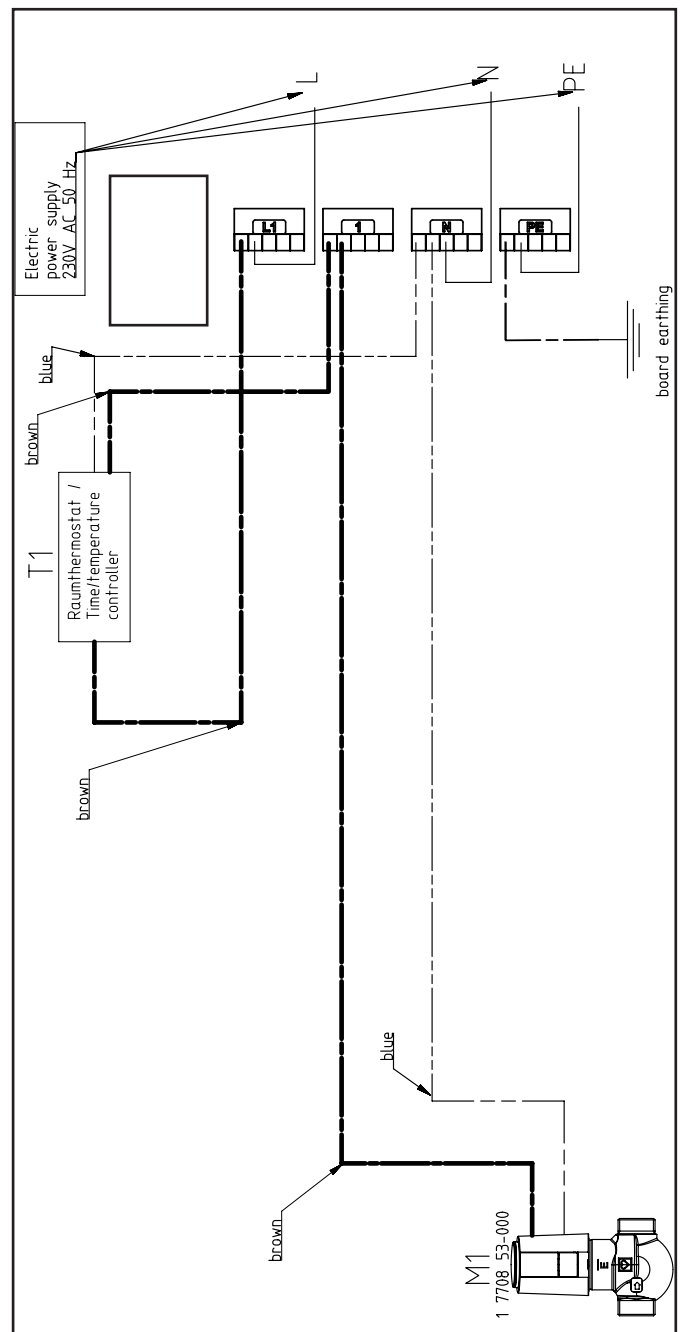 Electric
power supply
230V AC 50 Hz
L
N
PE
L1
1
N
PE
blue
brown
T1
Raumthermostat /
Time/temperature
controller
board earthing
brown
blue
brown
M1
1 7708 53-000
E